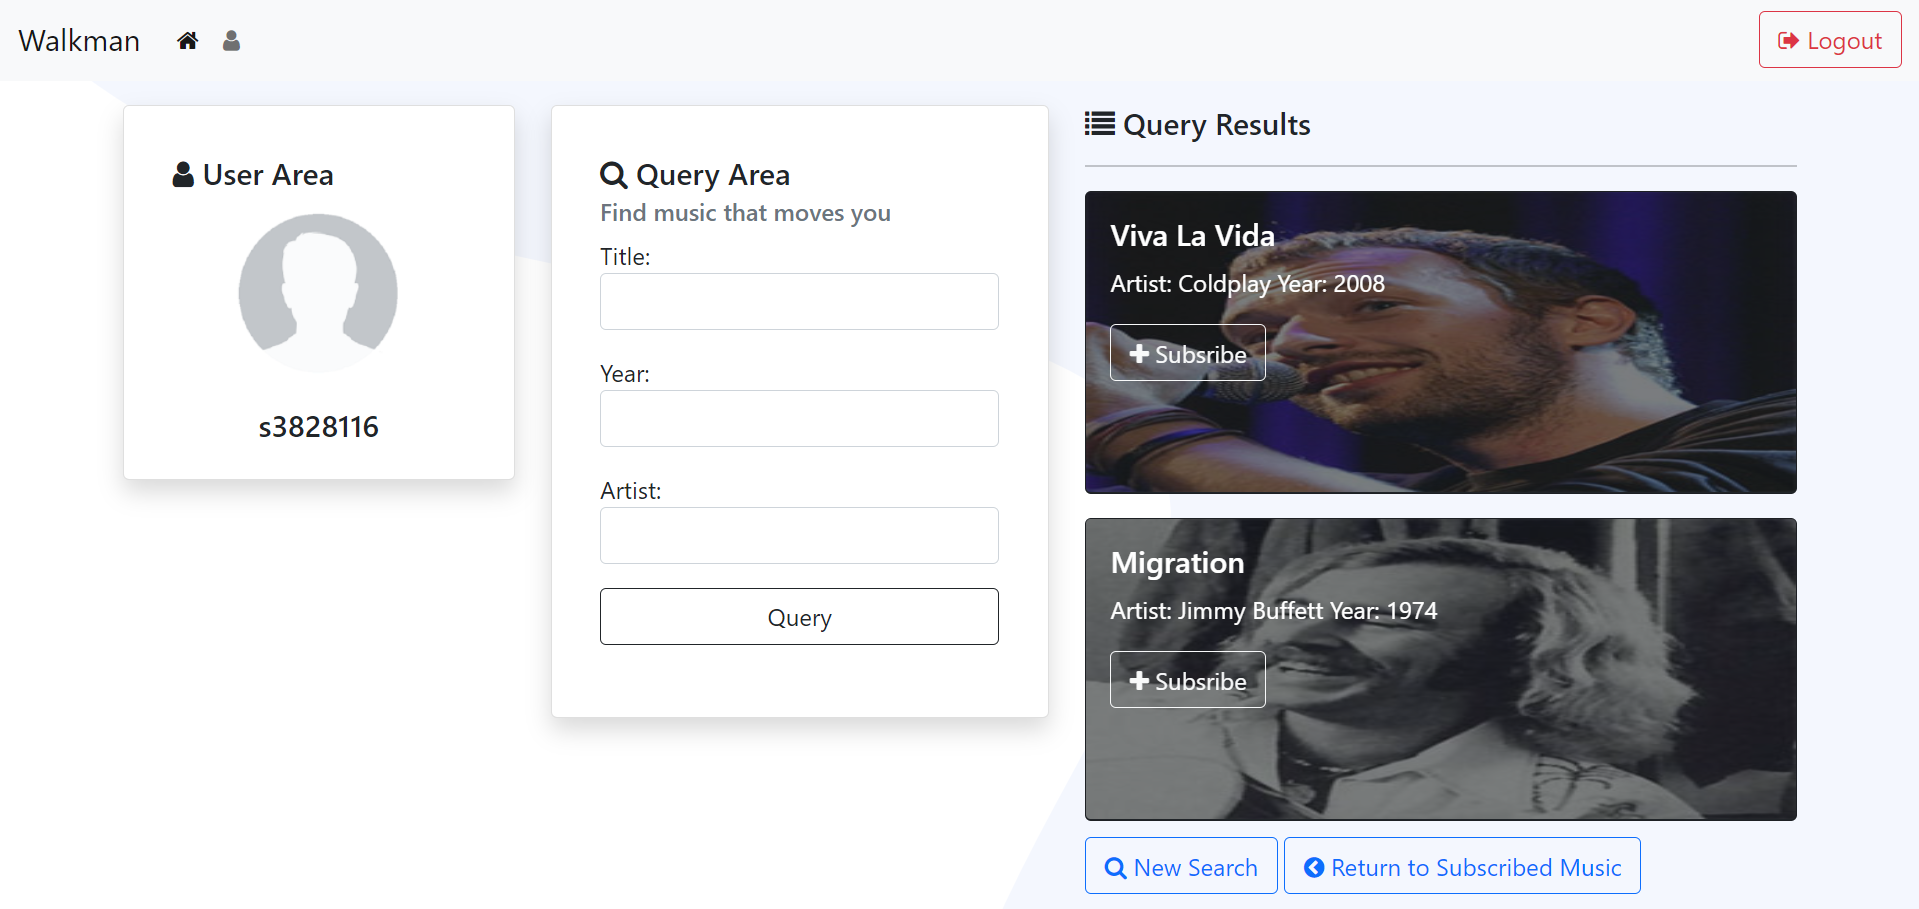 Walkman
Logout
User Area
s3828116
Query Area
Find music that moves you
Title:
Year:
Artist:
Query
Query Results
Viva La Vida
Artist: Coldplay Year: 2008
Subsribe
Migration
Artist: Jimmy Buffett Year: 1974
Subsribe
New Search
Return to Subscribed Music